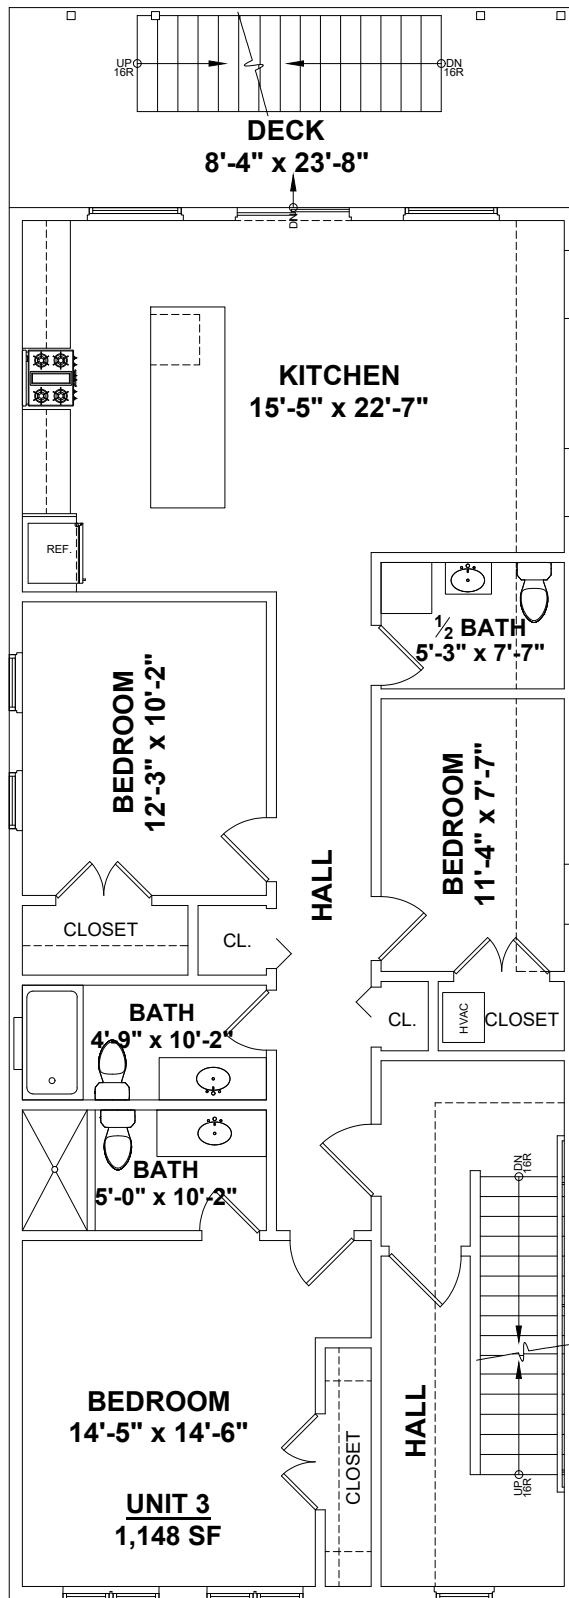 UP
16R
DN
16R
DECK
8'-4" x 23'-8"
DN
KITCHEN
15'-5" x 22'-7"
REF.
½ BATH
5'-3" x 7'-7"
BEDROOM
12'-3" x 10'-2"
BEDROOM
11'-4" x 7'-7"
HALL
CLOSET
CL.
BATH
4'-9" x 10'-2"
CL.
HVAC
CLOSET
BATH
5'-0" x 10'-2"
DN
16R
BEDROOM
14'-5" x 14'-6"
HALL
CLOSET
UP
16R
UNIT 3
1,148 SF